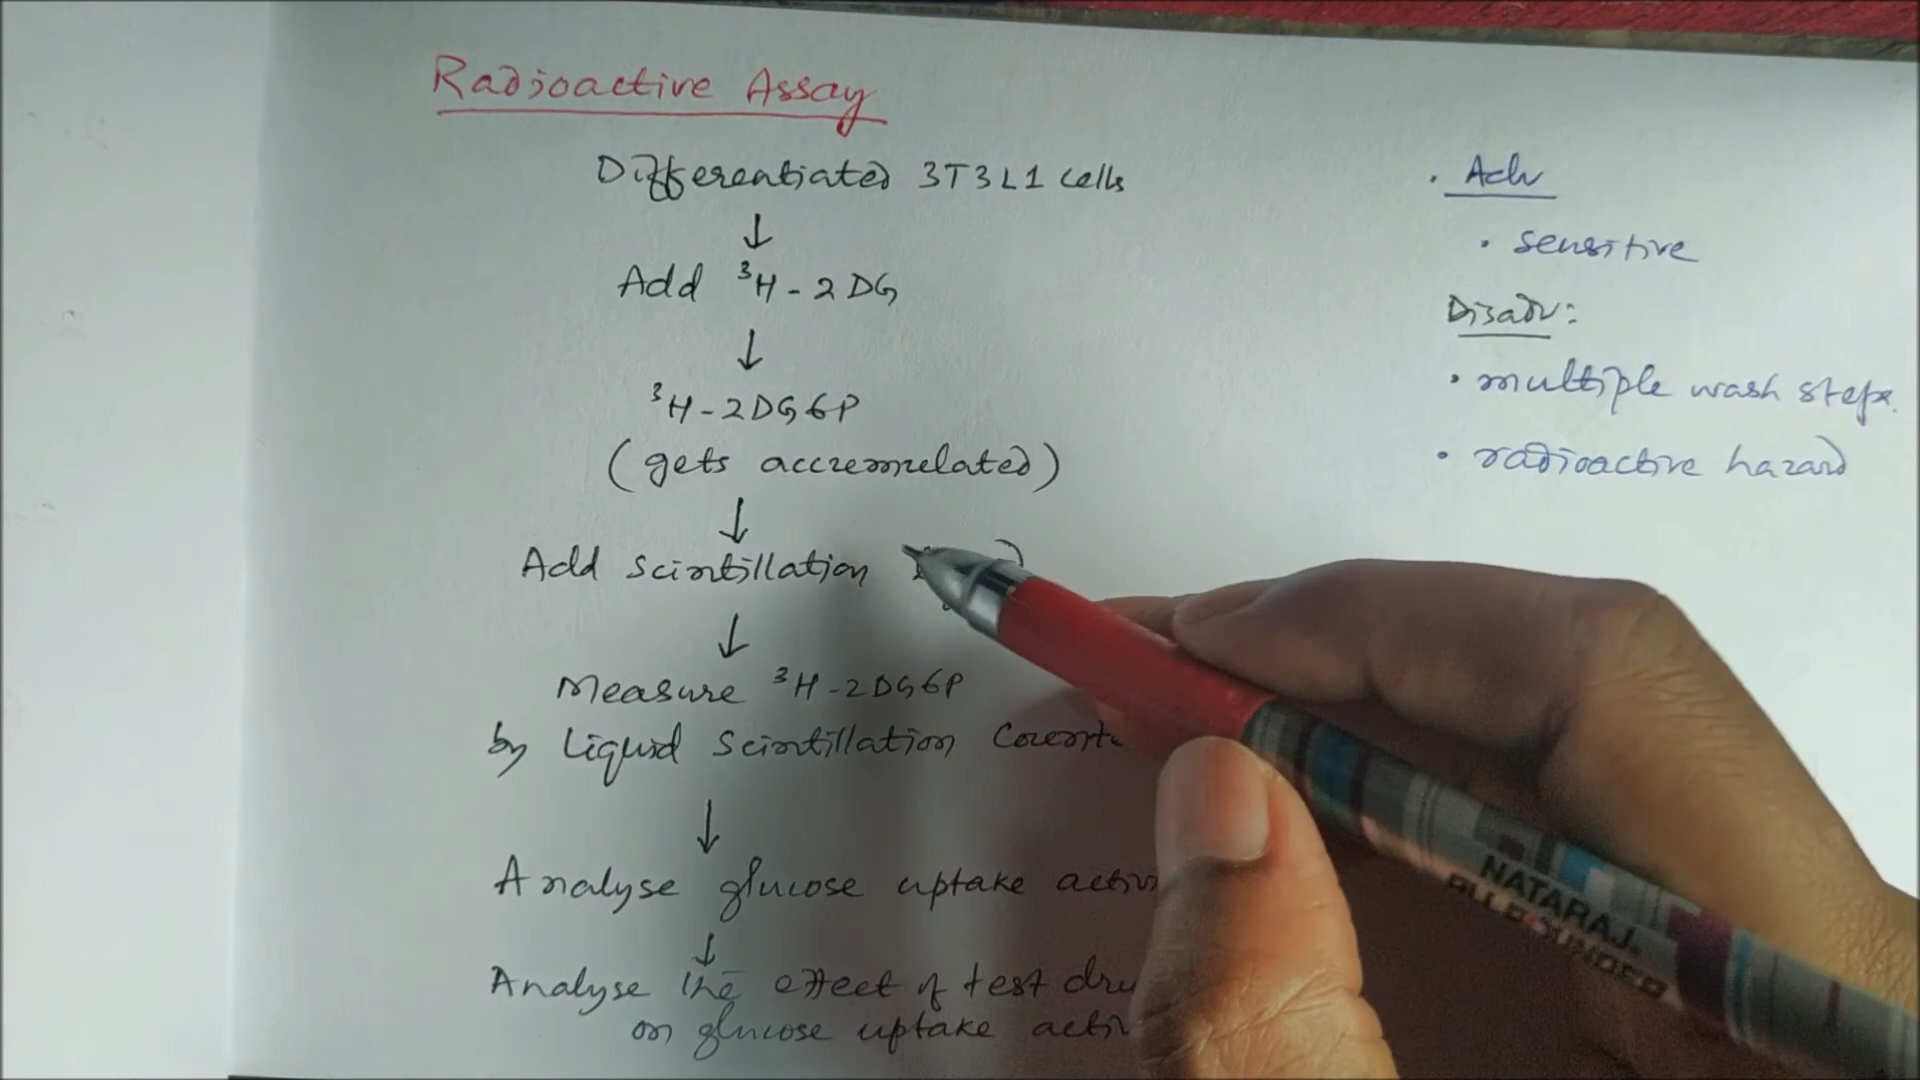 Radioactive Assay
Differentiated 3T3L1 cells
↓
Add ³H-2DG
↓
³H-2DG6P
(gets accumulated)
↓
Add scintillation
↓
Measure ³H-2DG6P
by Liquid Scintillation
↓
Analyse glucose uptake
↓
Analyse the effect of test
on glucose uptake
. Adv
• sensitive
Disadv:
• multiple wash steps.
• radioactive hazard
NATARAJ